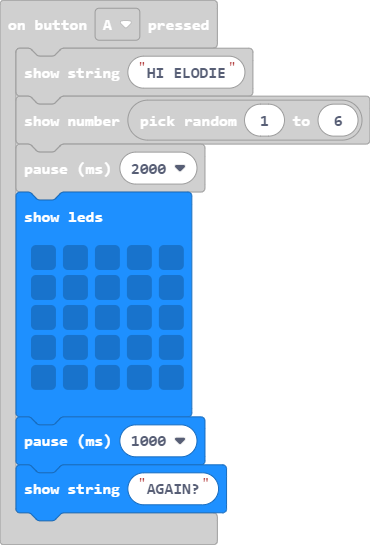 on button A pressed
show string "HI ELODIE"
show number pick random 1 to 6
pause (ms) 2000
show leds
pause (ms) 1000
show string "AGAIN?"